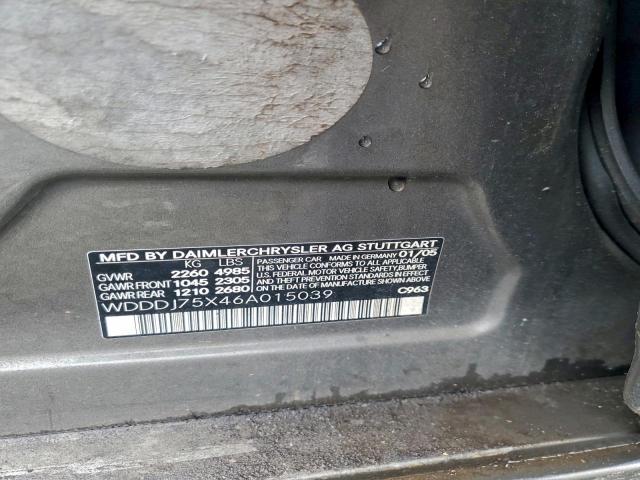 MFD BY DAIMLERCHRYSLER AG STUTTGART
KG LBS
GVWR 2260 4985
GAWR FRONT 1045 2305
GAWR REAR 1210 2680
PASSENGER CAR MADE IN GERMANY 01/05
THIS VEHICLE CONFORMS TO ALL APPLICABLE
U.S. FEDERAL MOTOR VEHICLE SAFETY, BUMPER
AND THEFT PREVENTION STANDARDS IN EFFECT
ON THE DATE OF MANUFACTURE SHOWN ABOVE.
WDDDJ75X46A015039
C963